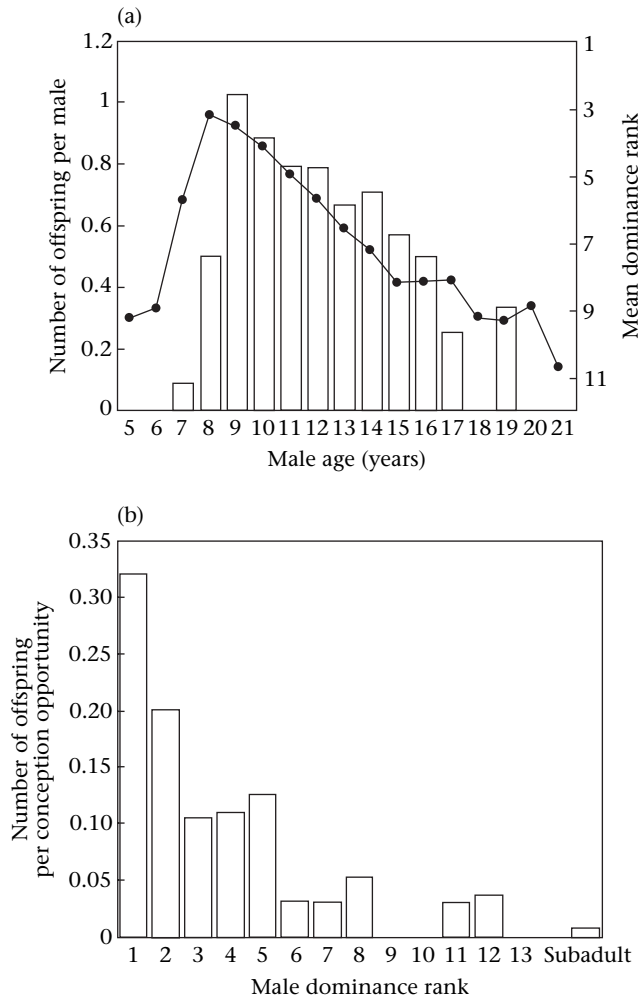 (a)
1.2
1
0.8
0.6
0.4
0.2
0
Number of offspring per male
1
3
5
7
9
11
Mean dominance rank
5 6 7 8 9 10 11 12 13 14 15 16 17 18 19 20 21
Male age (years)
(b)
0.35
0.30
0.25
0.20
0.15
0.10
0.05
0
Number of offspring
per conception opportunity
1 2 3 4 5 6 7 8 9 10 11 12 13 Subadult
Male dominance rank